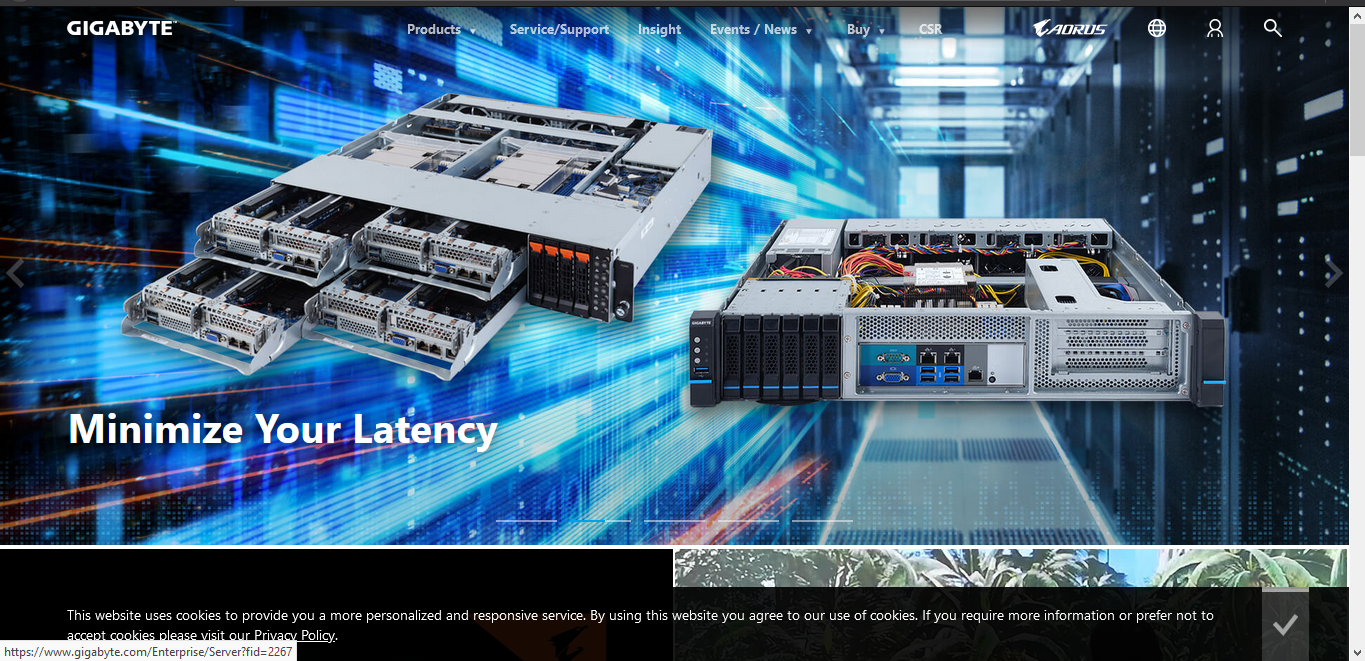 GIGABYTE™
Products ▼ Service/Support Insight Events / News ▼ Buy ▼ CSR AORUS
GIGABYTE
Minimize Your Latency
This website uses cookies to provide you a more personalized and responsive service. By using this website you agree to our use of cookies. If you require more information or prefer not to
accept cookies please visit our Privacy Policy.
https://www.gigabyte.com/Enterprise/Server?fid=2267